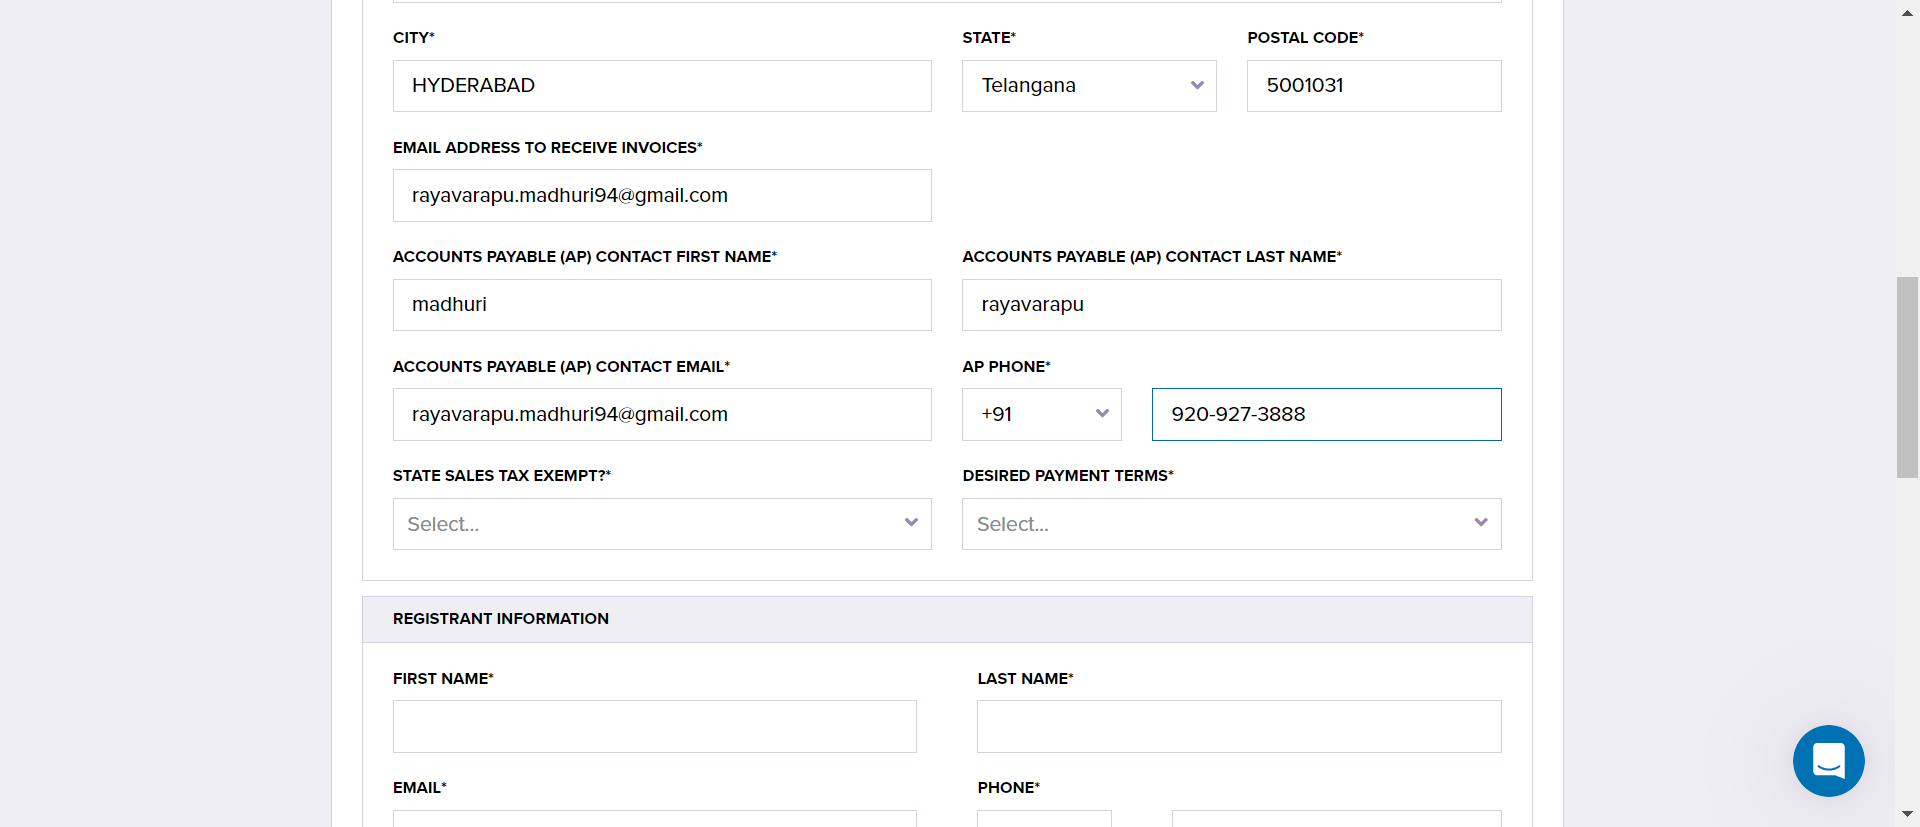 CITY* STATE* POSTAL CODE*
HYDERABAD Telangana 5001031
EMAIL ADDRESS TO RECEIVE INVOICES*
rayavarapu.madhuri94@gmail.com
ACCOUNTS PAYABLE (AP) CONTACT FIRST NAME* ACCOUNTS PAYABLE (AP) CONTACT LAST NAME*
madhuri rayavarapu
ACCOUNTS PAYABLE (AP) CONTACT EMAIL* AP PHONE*
rayavarapu.madhuri94@gmail.com +91 920-927-3888
STATE SALES TAX EXEMPT?* DESIRED PAYMENT TERMS*
Select... Select...
REGISTRANT INFORMATION
FIRST NAME* LAST NAME*
EMAIL* PHONE*